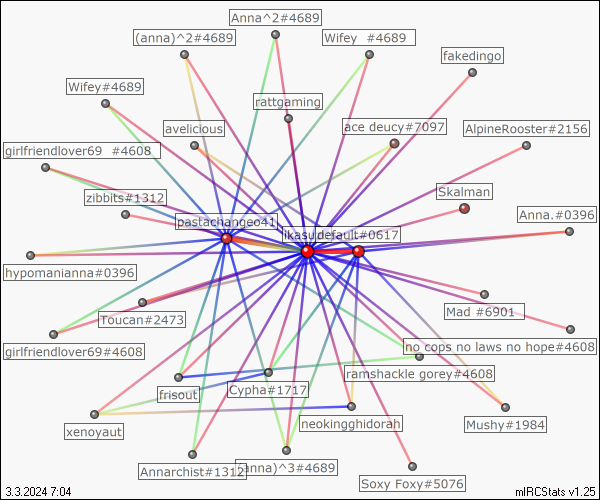 Anna^2#4689
(anna)^2#4689
Wifey  #4689
fakedingo
Wifey#4689
rattgaming
avelicious
ace deucy#7097
AlpineRooster#2156
girlfriendlover69  #4608
zibbits#1312
Skalman
pastachangeo41
Anna.#0396
ikasu
default#0617
hypomanianna#0396
Toucan#2473
Mad #6901
girlfriendlover69#4608
no cops no laws no hope#4608
ramshackle gorey#4608
frisout
Cypha#1717
xenoyaut
neokingghidorah
Mushy#1984
Annarchist#1312
anna)^3#4689
Soxy Foxy#5076
3.3.2024 7:04
mIRCStats v1.25